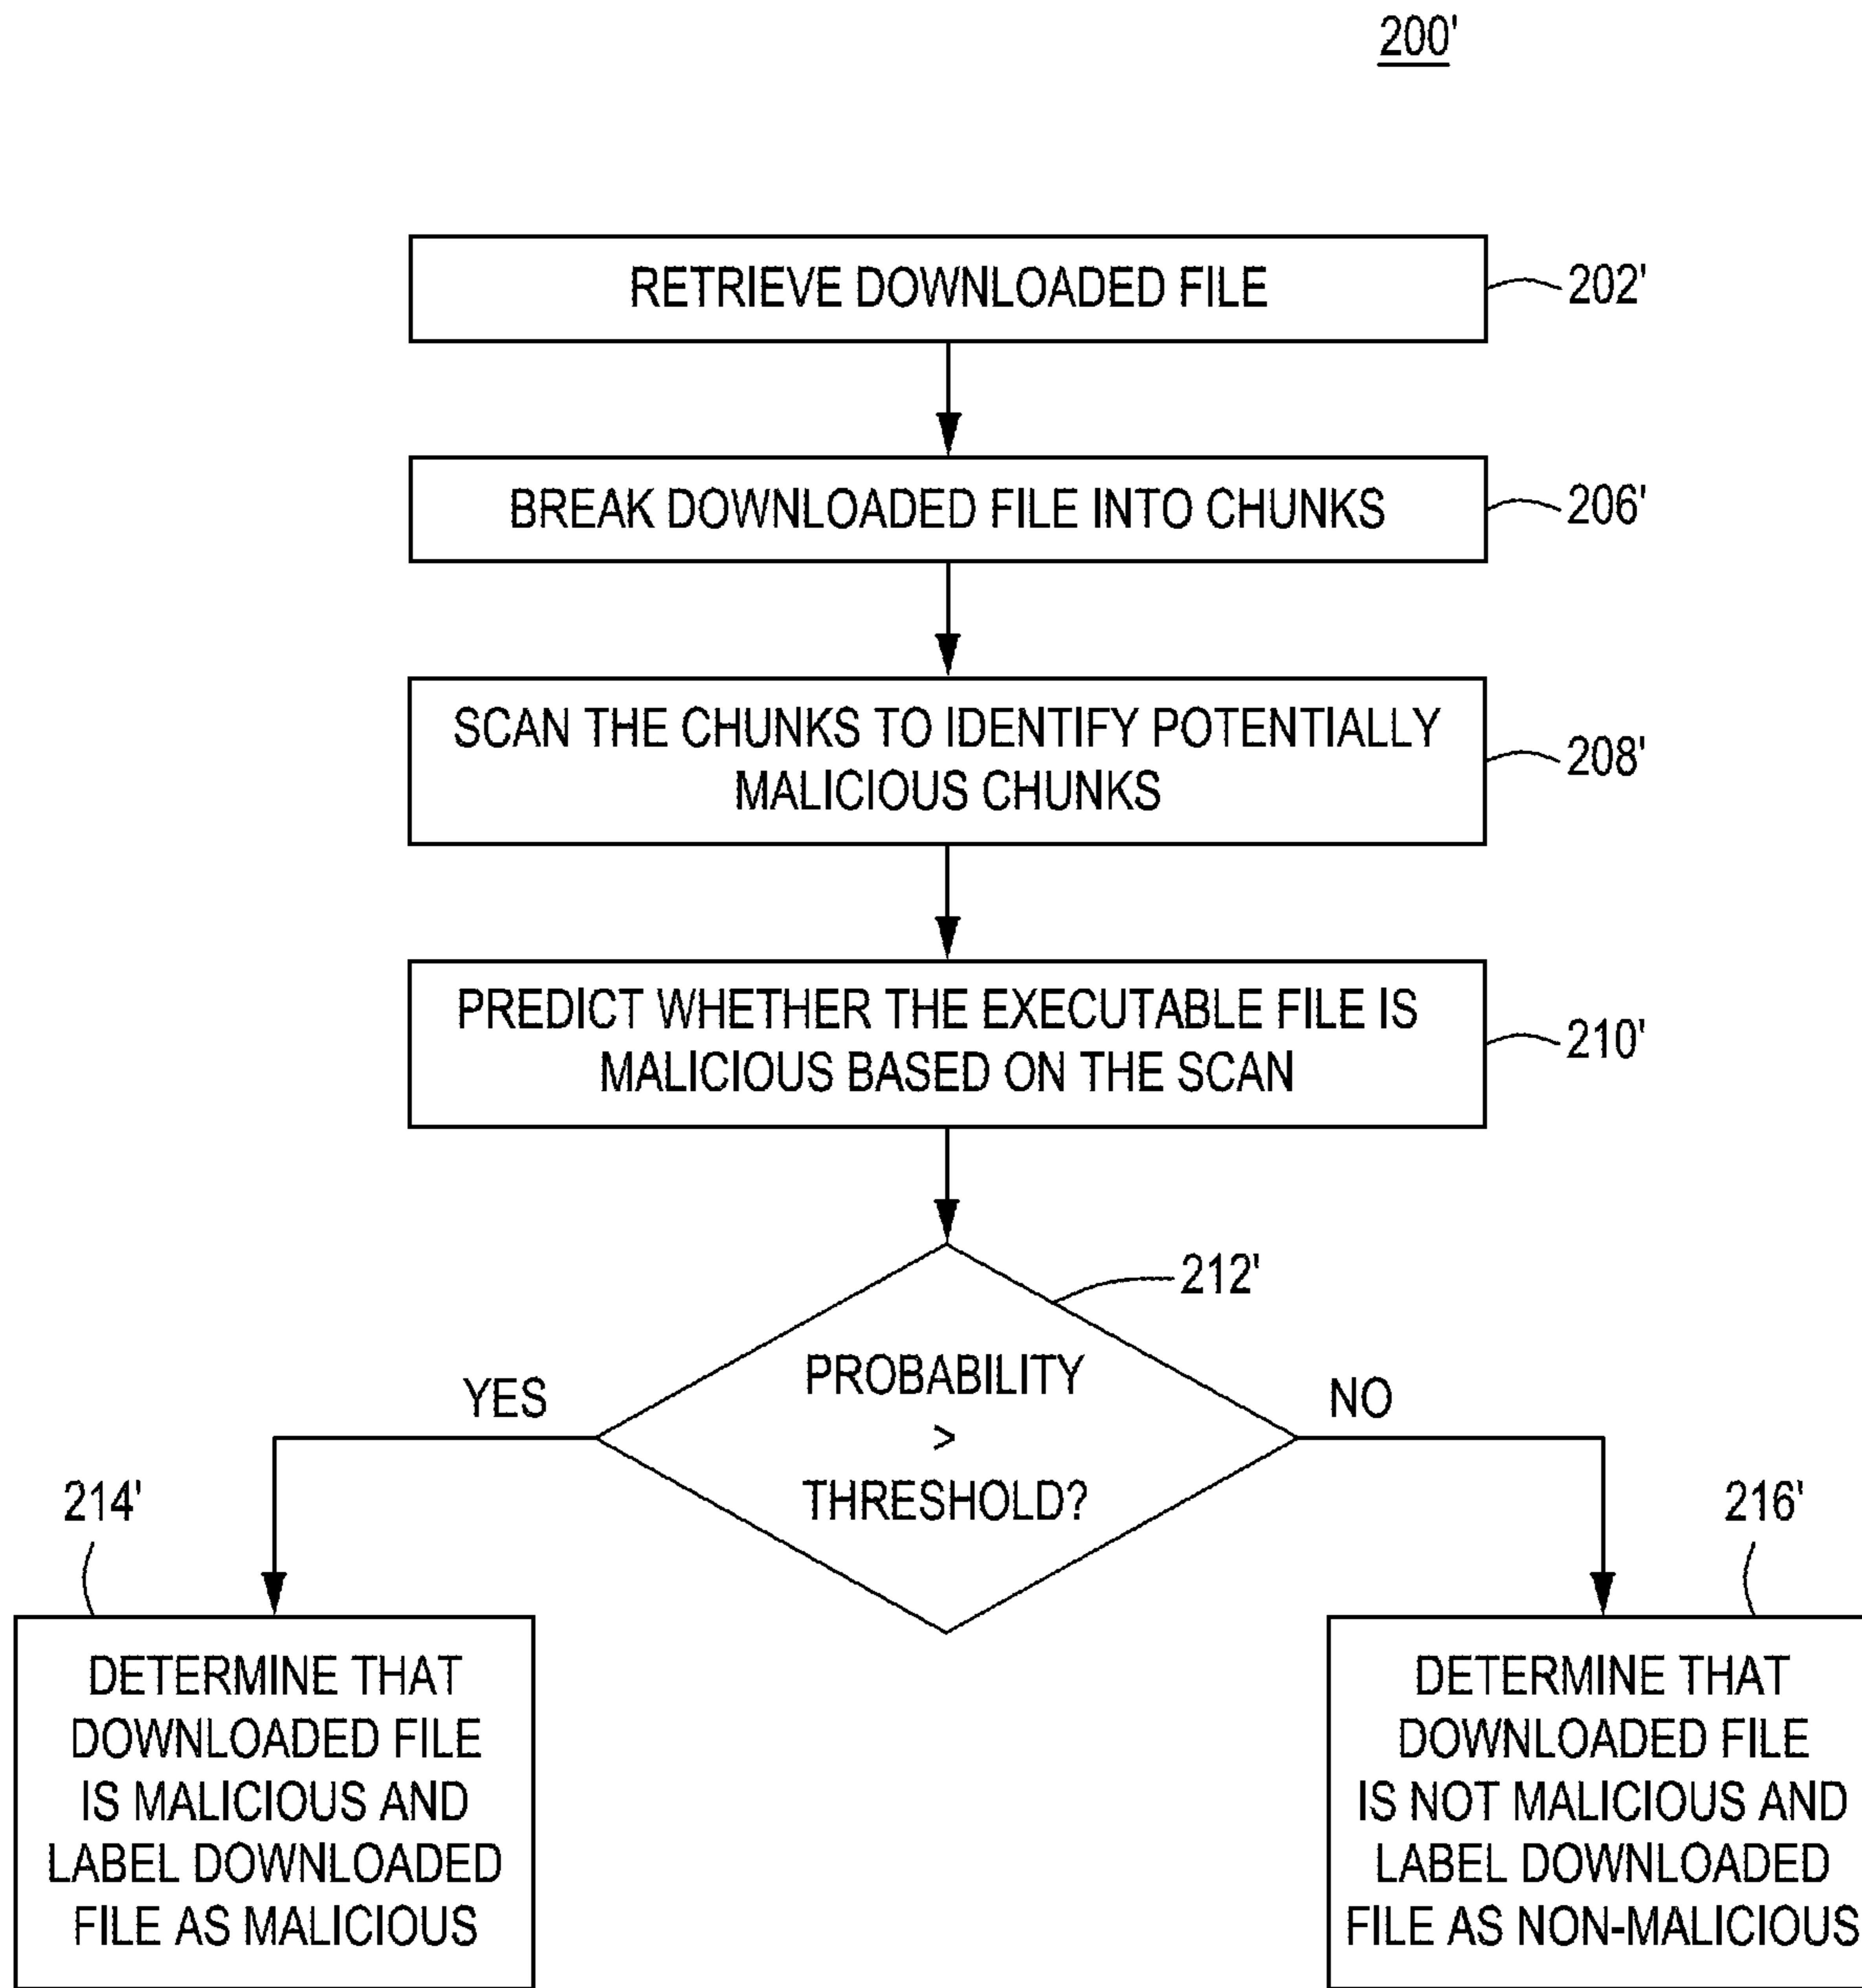 200'
RETRIEVE DOWNLOADED FILE
202'
BREAK DOWNLOADED FILE INTO CHUNKS
206'
SCAN THE CHUNKS TO IDENTIFY POTENTIALLY
MALICIOUS CHUNKS
208'
PREDICT WHETHER THE EXECUTABLE FILE IS
MALICIOUS BASED ON THE SCAN
210'
212'
PROBABILITY
>
THRESHOLD?
YES
NO
214'
216'
DETERMINE THAT
DOWNLOADED FILE
IS MALICIOUS AND
LABEL DOWNLOADED
FILE AS MALICIOUS
DETERMINE THAT
DOWNLOADED FILE
IS NOT MALICIOUS AND
LABEL DOWNLOADED
FILE AS NON-MALICIOUS